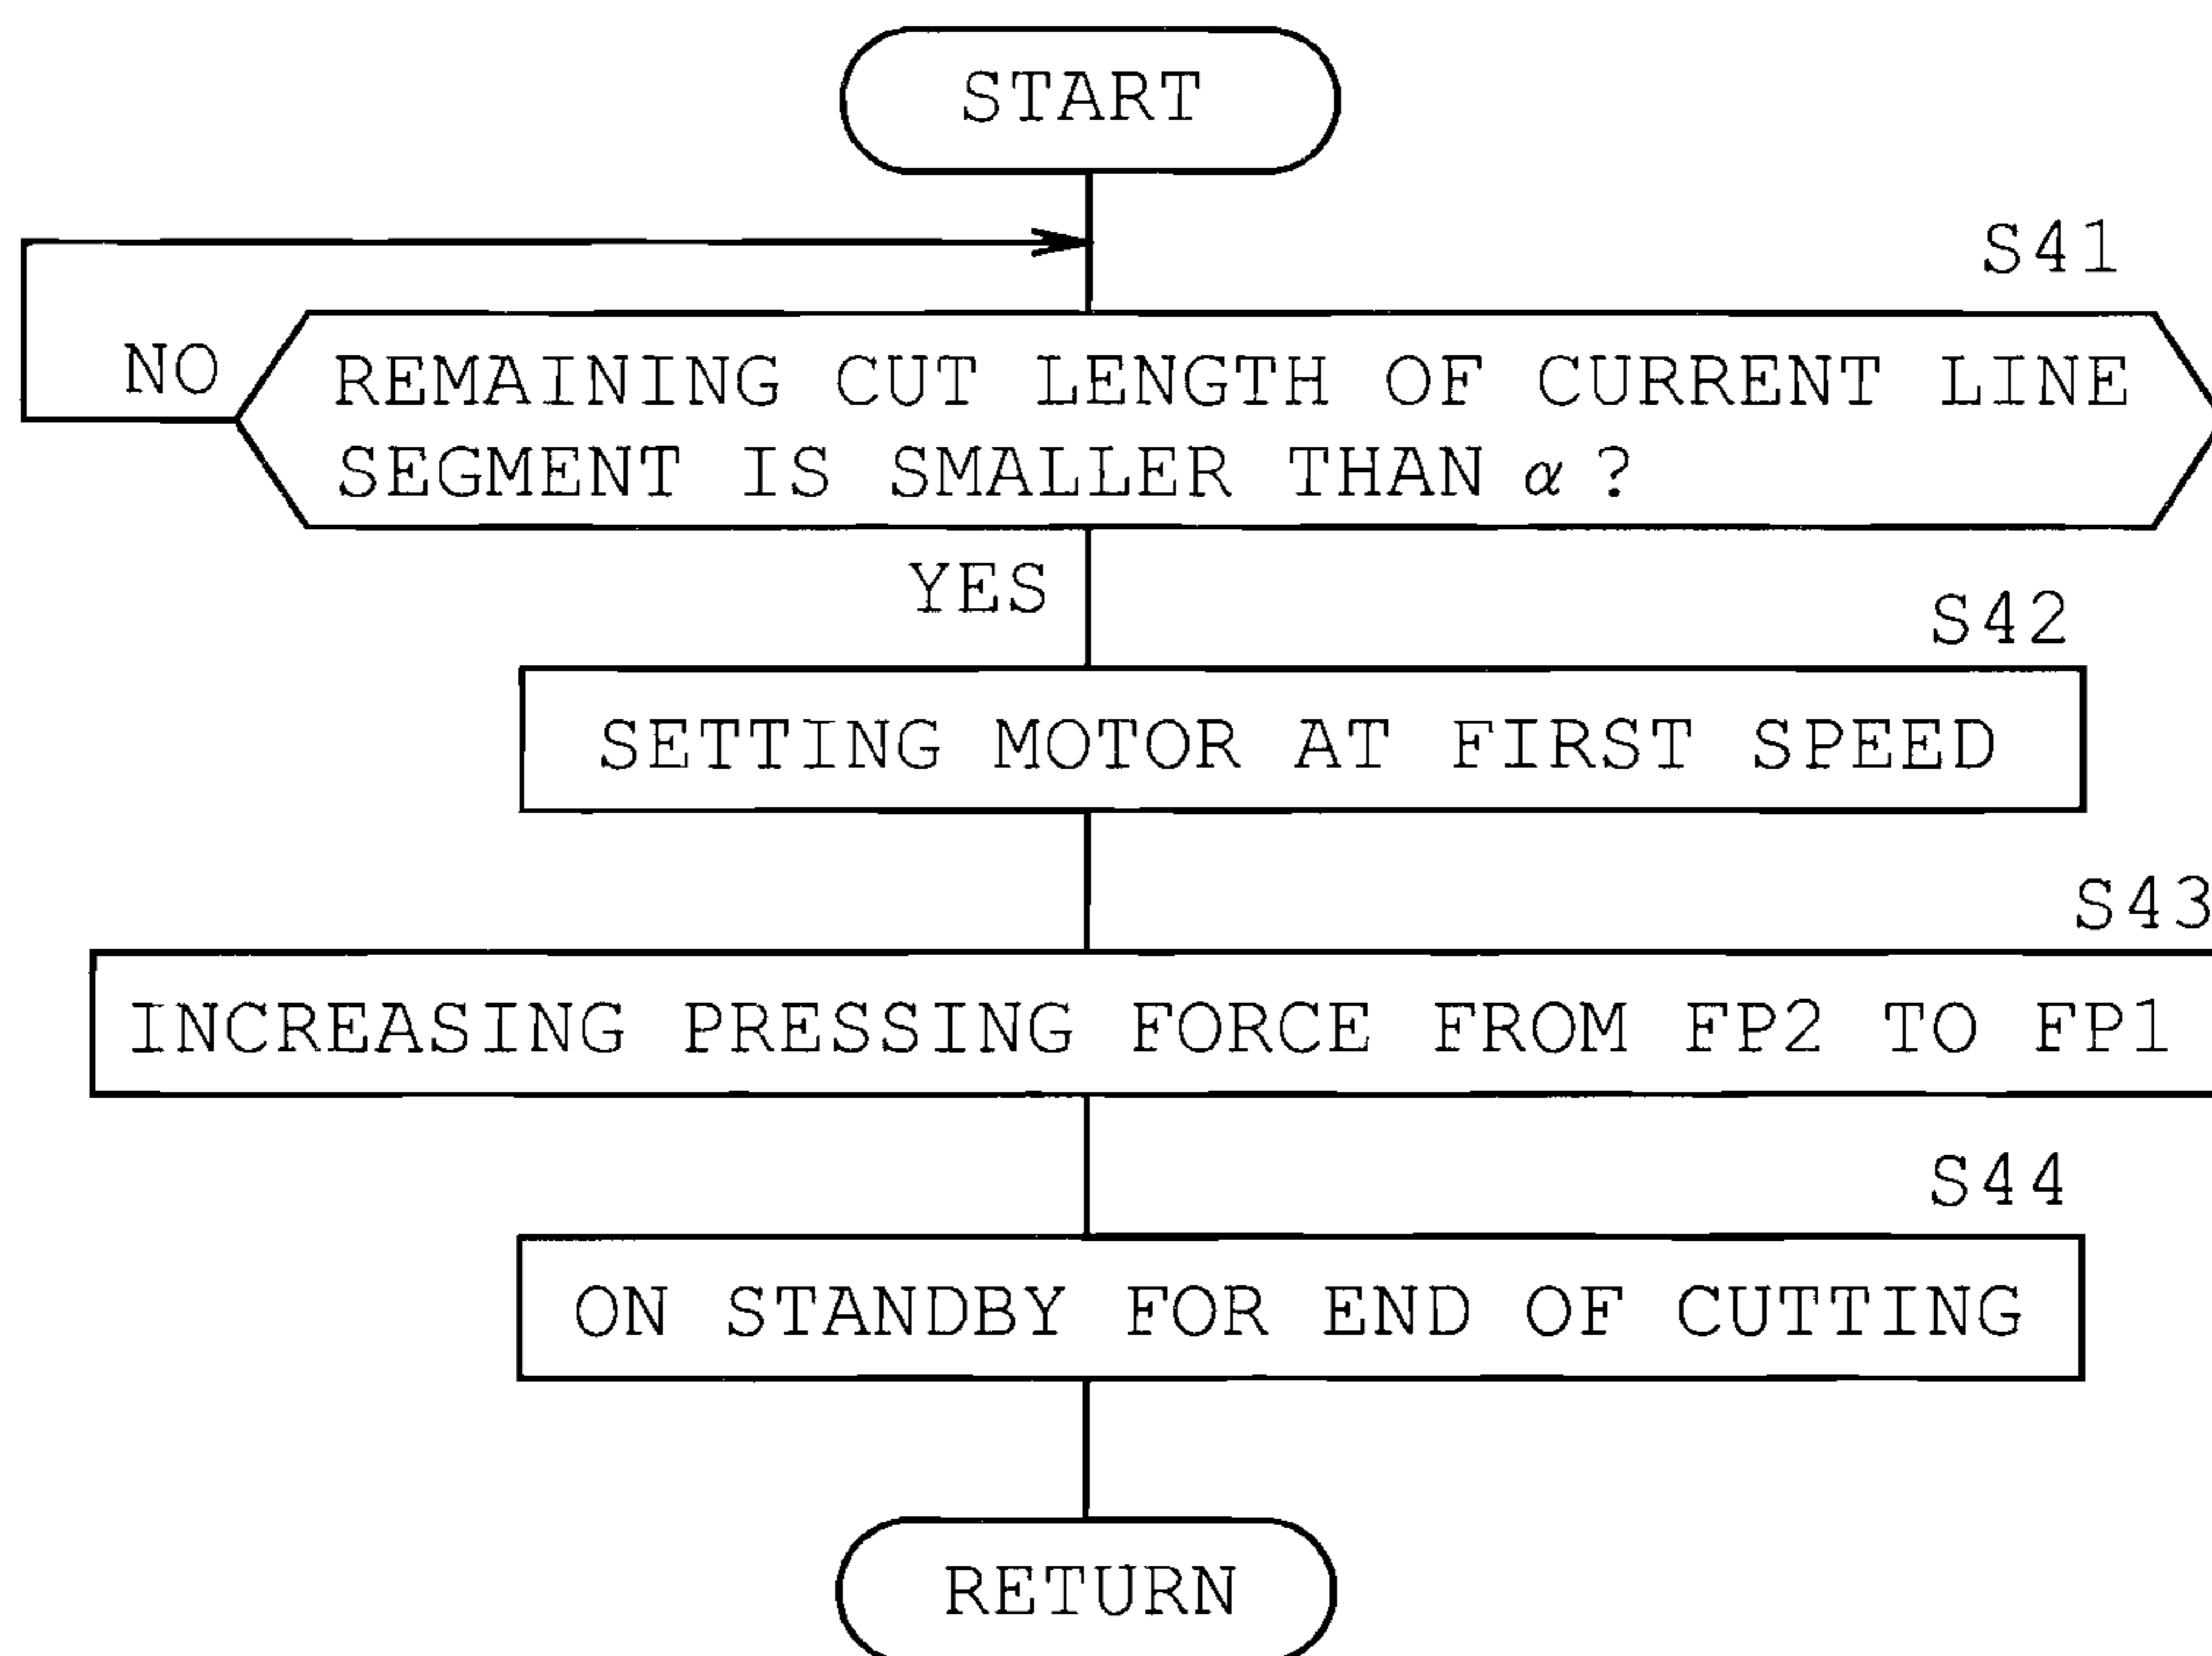 START
S41
NO
REMAINING CUT LENGTH OF CURRENT LINE
SEGMENT IS SMALLER THAN α ?
YES
S42
SETTING MOTOR AT FIRST SPEED
S43
INCREASING PRESSING FORCE FROM FP2 TO FP1
S44
ON STANDBY FOR END OF CUTTING
RETURN